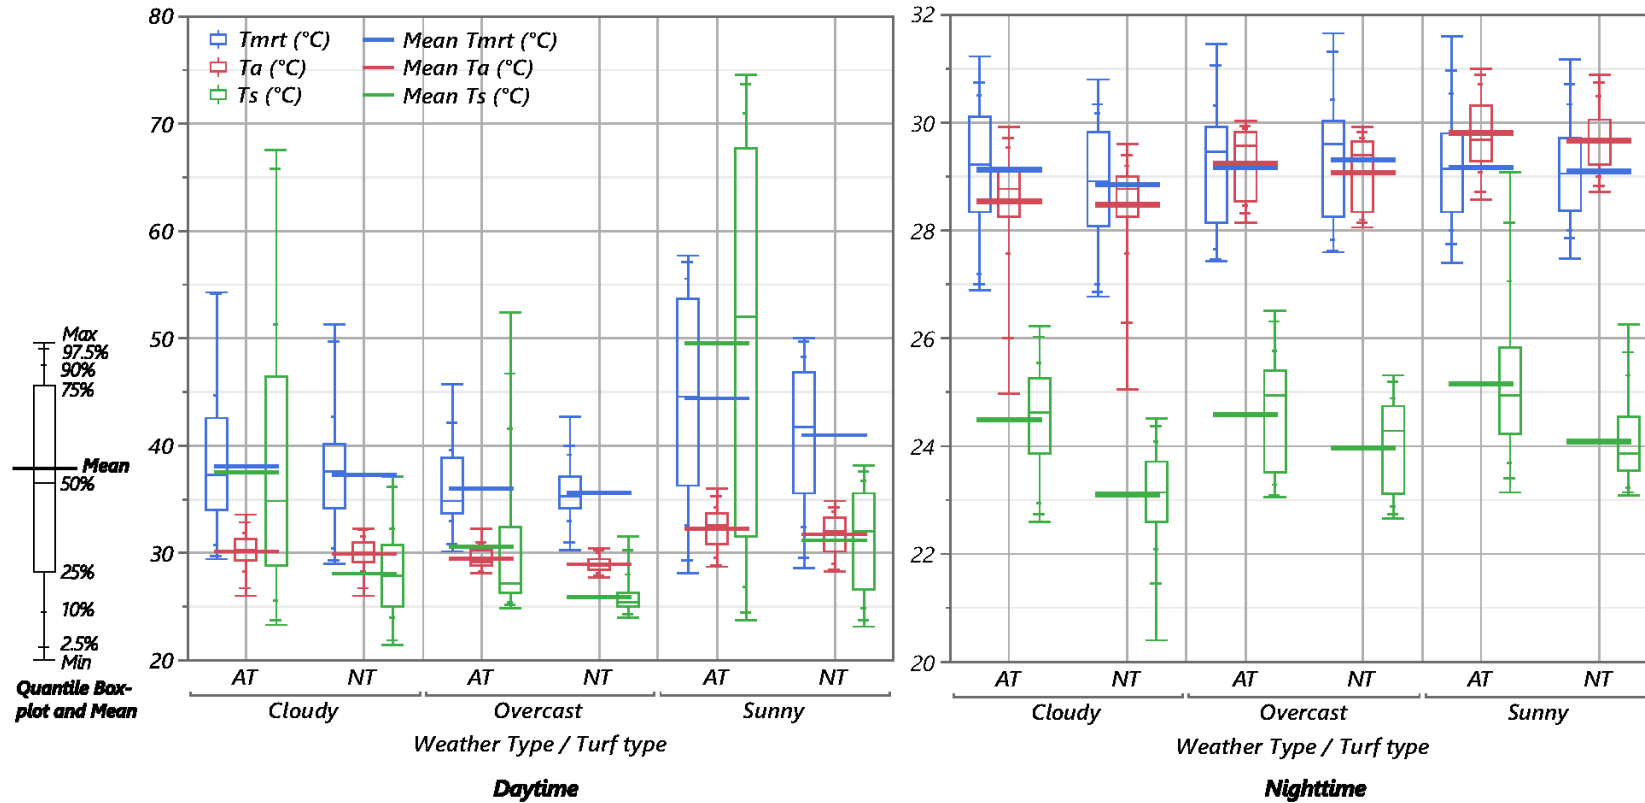 80
70
60
50
40
30
20
Tmrt (°C) Mean Tmrt (°C)
Ta (°C) Mean Ta (°C)
Ts (°C) Mean Ts (°C)
Max
97.5%
90%
75%
Mean
50%
25%
10%
2.5%
Min
Quantile Box-
plot and Mean
AT NT AT NT AT NT
Cloudy Overcast Sunny
Weather Type / Turf type
Daytime
32
30
28
26
24
22
20
AT NT AT NT AT NT
Cloudy Overcast Sunny
Weather Type / Turf type
Nighttime